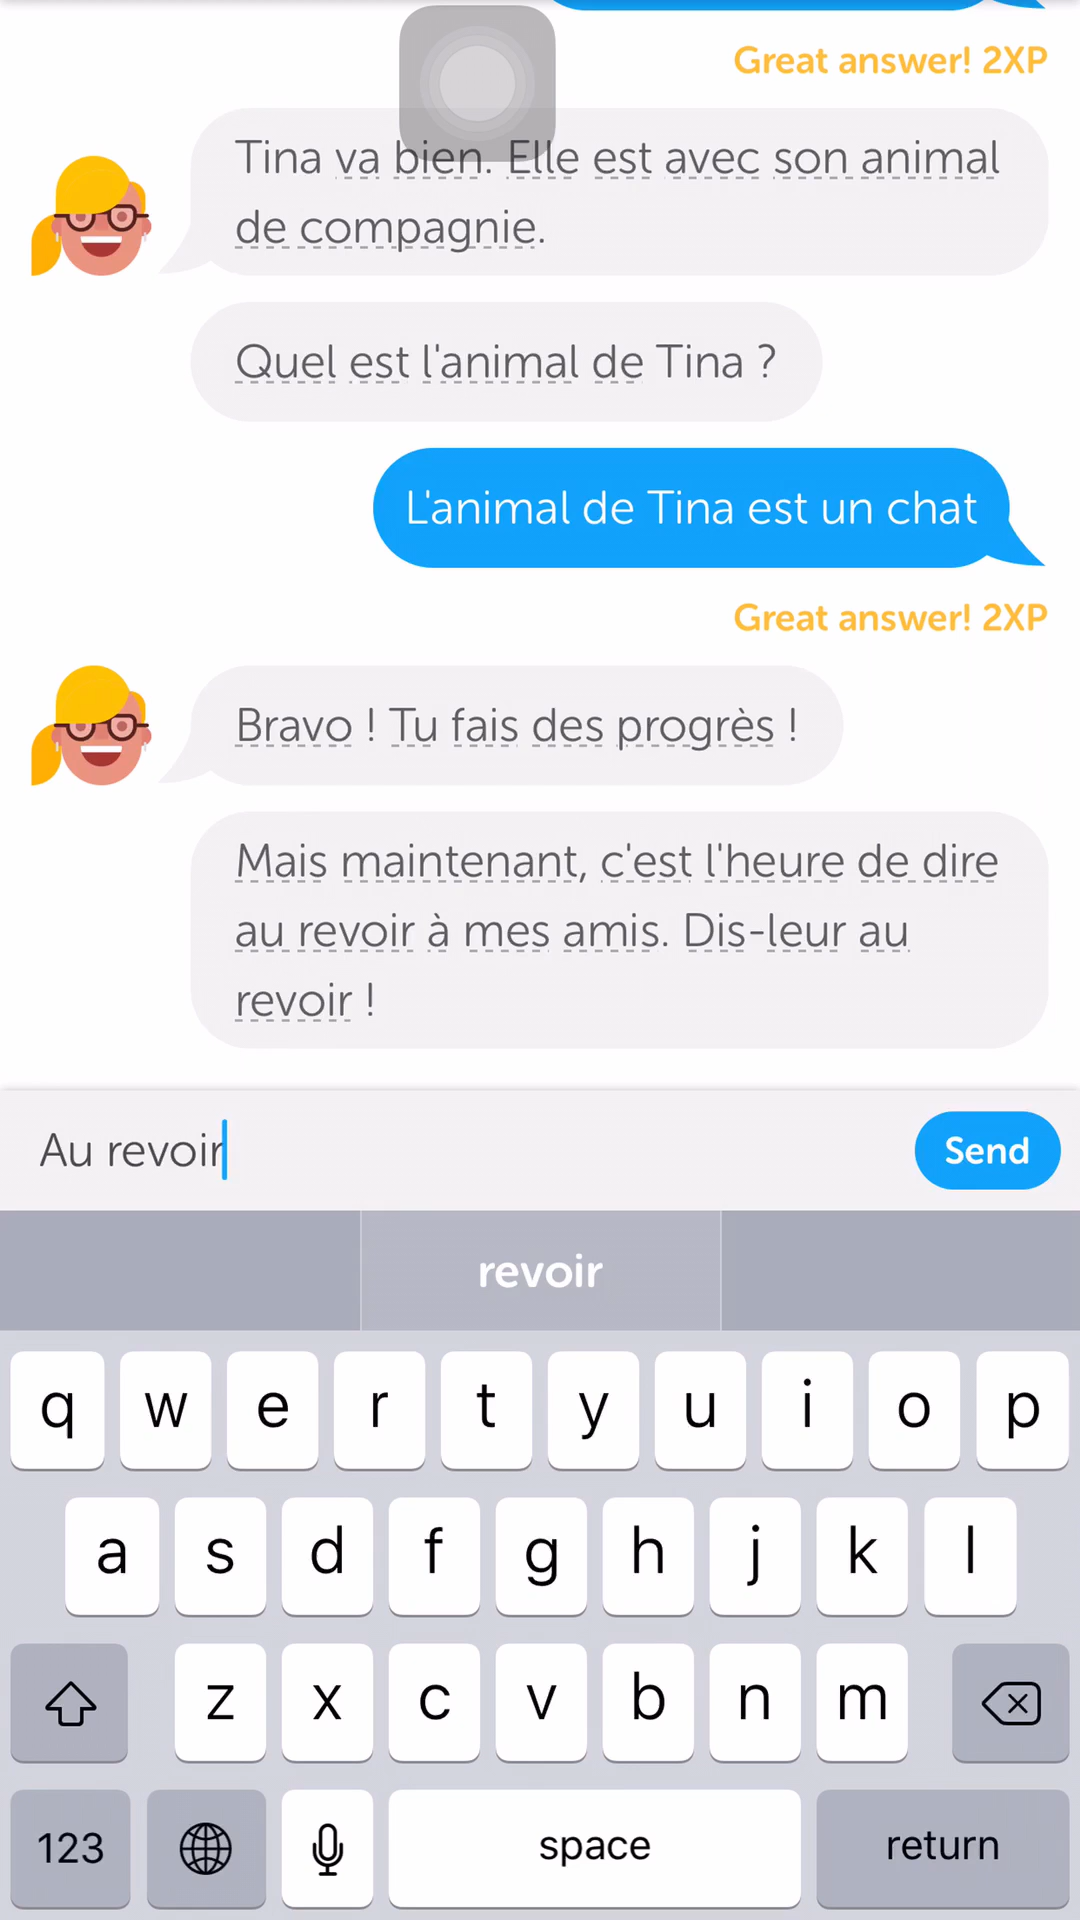 Great answer! 2XP
Tina va bien. Elle est avec son animal
de compagnie.
Quel est l'animal de Tina ?
L'animal de Tina est un chat
Great answer! 2XP
Bravo ! Tu fais des progrès !
Mais maintenant, c'est l'heure de dire
au revoir à mes amis. Dis-leur au
revoir !
Au revoir
Send
revoir
q w e r t y u i o p
a s d f g h j k l
z x c v b n m
123 space return